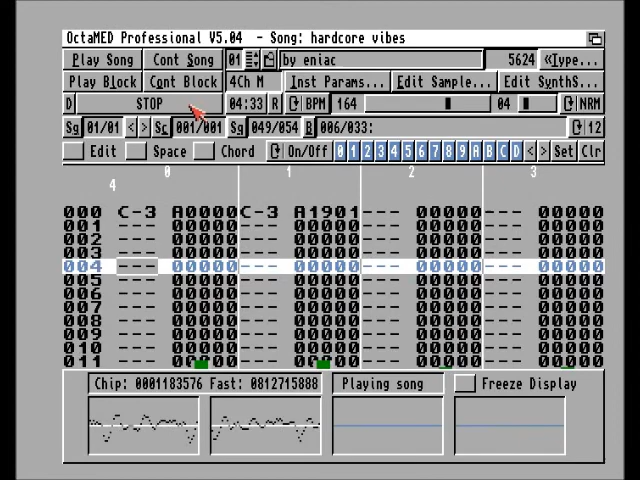 OctaMED Professional V5.04 - Song: hardcore vibes
Play Song Cont Song 01 by eniac 5624 «Type...
Play Block Cont Block 4Ch M Inst Params... Edit Sample... Edit SynthS...
D STOP 04:33 R BPM 164 04 NRM
Sg 01/01 < > Sc 001/001 Sg 049/054 B 006/033: 12
Edit Space Chord On/Off 0 1 2 3 4 5 6 7 8 9 A B C D < > Set Clr
4 0 1 2 3
000 C-3 A0000 C-3 A1901 --- 00000 --- 00000
001 --- 00000 --- 00000 --- 00000 --- 00000
002 --- 00000 --- 00000 --- 00000 --- 00000
003 --- 00000 --- 00000 --- 00000 --- 00000
004 --- 00000 --- 00000 --- 00000 --- 00000
005 --- 00000 --- 00000 --- 00000 --- 00000
006 --- 00000 --- 00000 --- 00000 --- 00000
007 --- 00000 --- 00000 --- 00000 --- 00000
008 --- 00000 --- 00000 --- 00000 --- 00000
009 --- 00000 --- 00000 --- 00000 --- 00000
010 --- 00000 --- 00000 --- 00000 --- 00000
011 --- 00000 --- 00000 --- 00000 --- 00000
Chip: 0001183576 Fast: 0812715888 Playing song Freeze Display